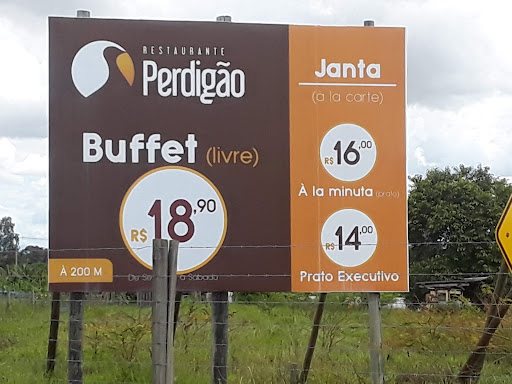 RESTAURANTE
Perdigão
Buffet (livre)
R$ 18,90
À 200 M
Sábado
Janta
(a la carte)
R$ 16,00
À la minuta (prato)
R$ 14,00
Prato Executivo